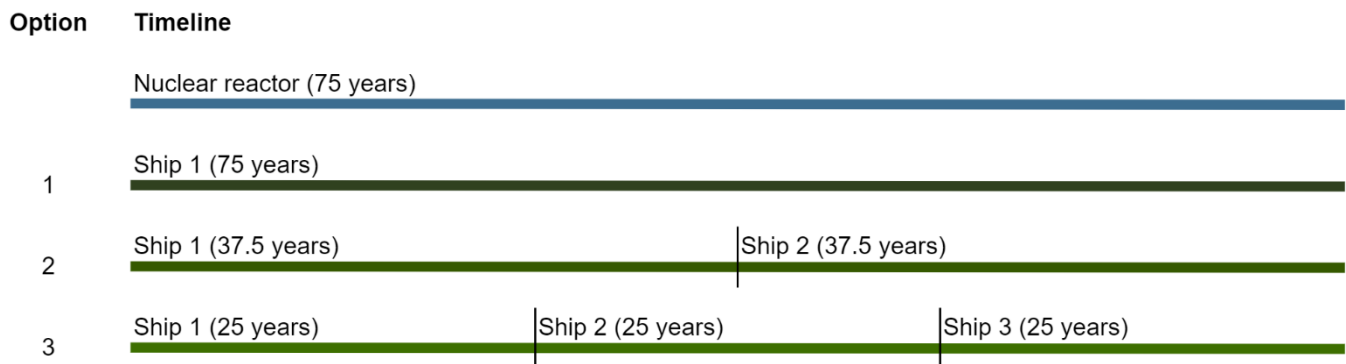 Option Timeline
Nuclear reactor (75 years)
Ship 1 (75 years)
1
Ship 1 (37.5 years) Ship 2 (37.5 years)
2
Ship 1 (25 years) Ship 2 (25 years) Ship 3 (25 years)
3